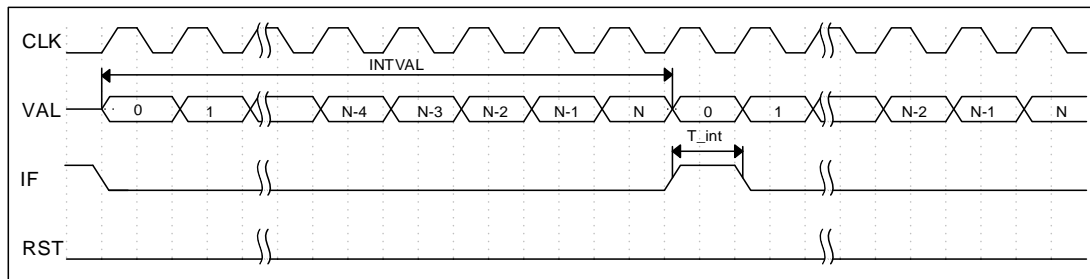 CLK
INTVAL
VAL 0 1 N-4 N-3 N-2 N-1 N 0 1 N-2 N-1 N
T_int
IF
RST